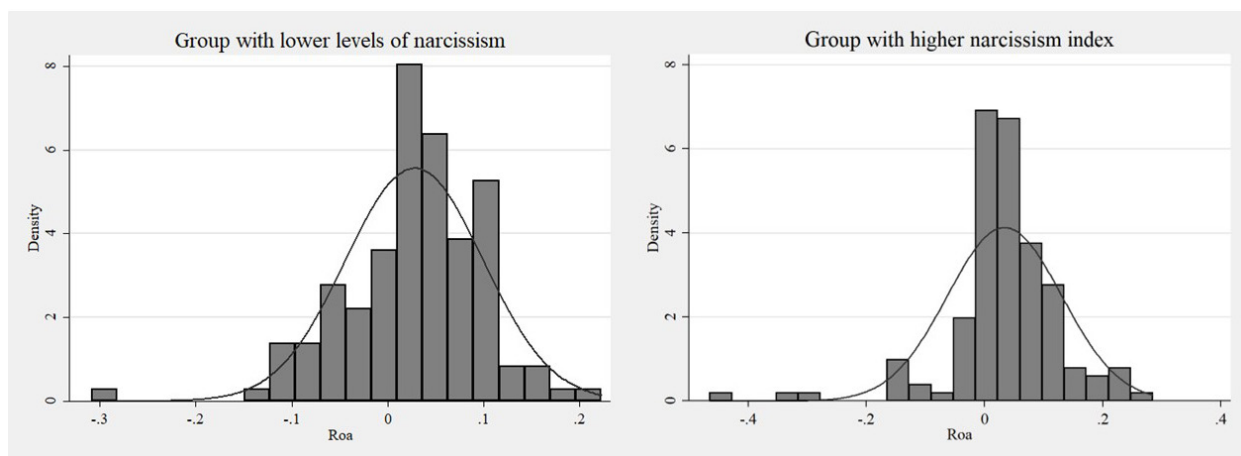 Group with lower levels of narcissism
8
6
4
2
0
Density
-.3 -.2 -.1 0 .1 .2
Roa
Group with higher narcissism index
8
6
4
2
0
Density
-.4 -.2 0 .2 .4
Roa